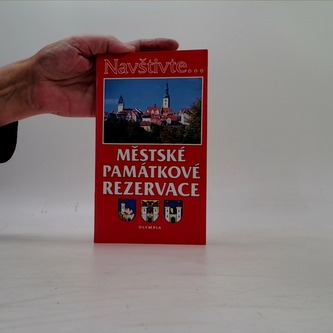 Navštivte...
MĚSTSKÉ
PAMÁTKOVÉ
REZERVACE
OLYMPIA